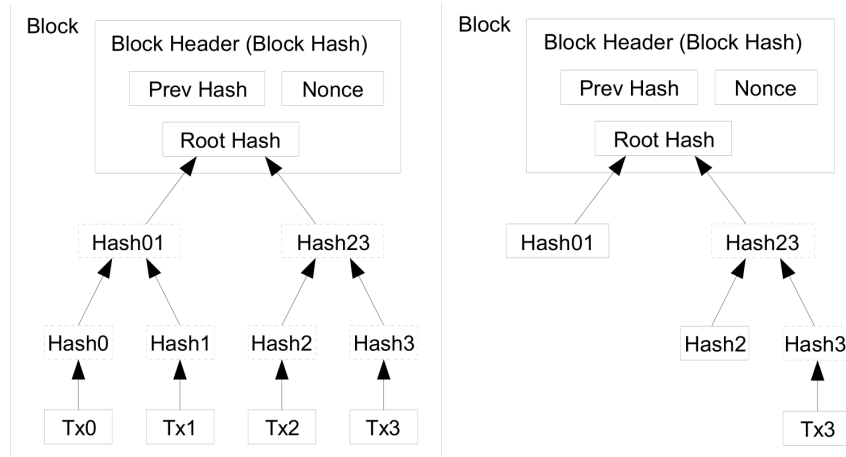 Block
Block Header (Block Hash)
Prev Hash
Nonce
Root Hash
Hash01
Hash23
Hash0
Hash1
Hash2
Hash3
Tx0
Tx1
Tx2
Tx3
Block
Block Header (Block Hash)
Prev Hash
Nonce
Root Hash
Hash01
Hash23
Hash2
Hash3
Tx3